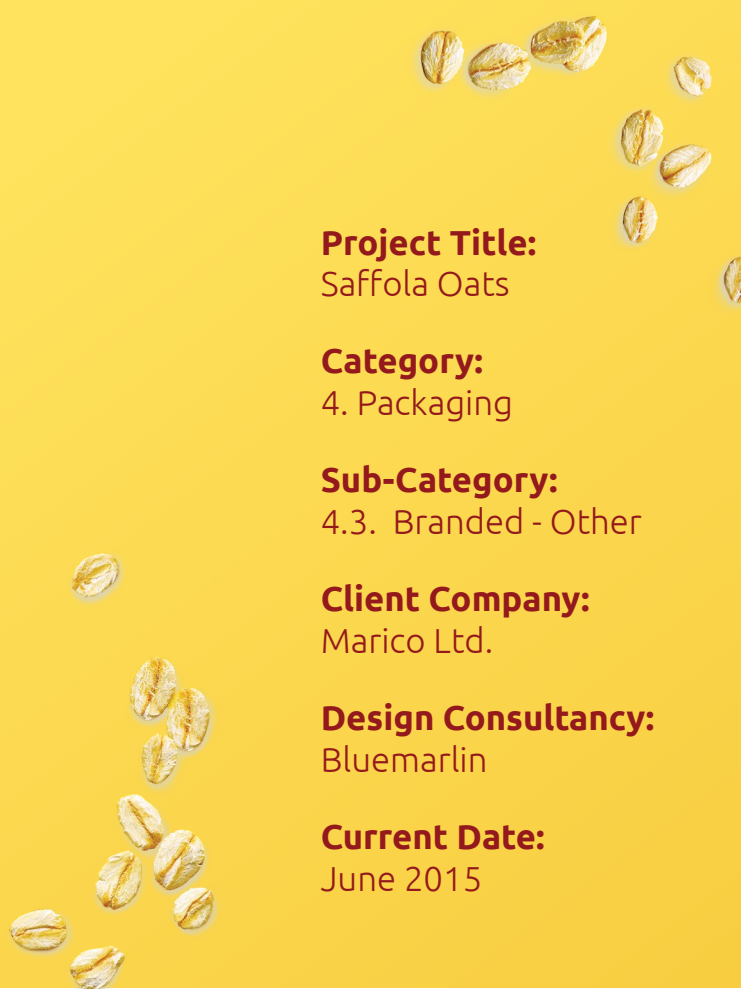 Project Title:
Saffola Oats
Category:
4. Packaging
Sub-Category:
4.3.  Branded - Other
Client Company:
Marico Ltd.
Design Consultancy:
Bluemarlin
Current Date:
June 2015